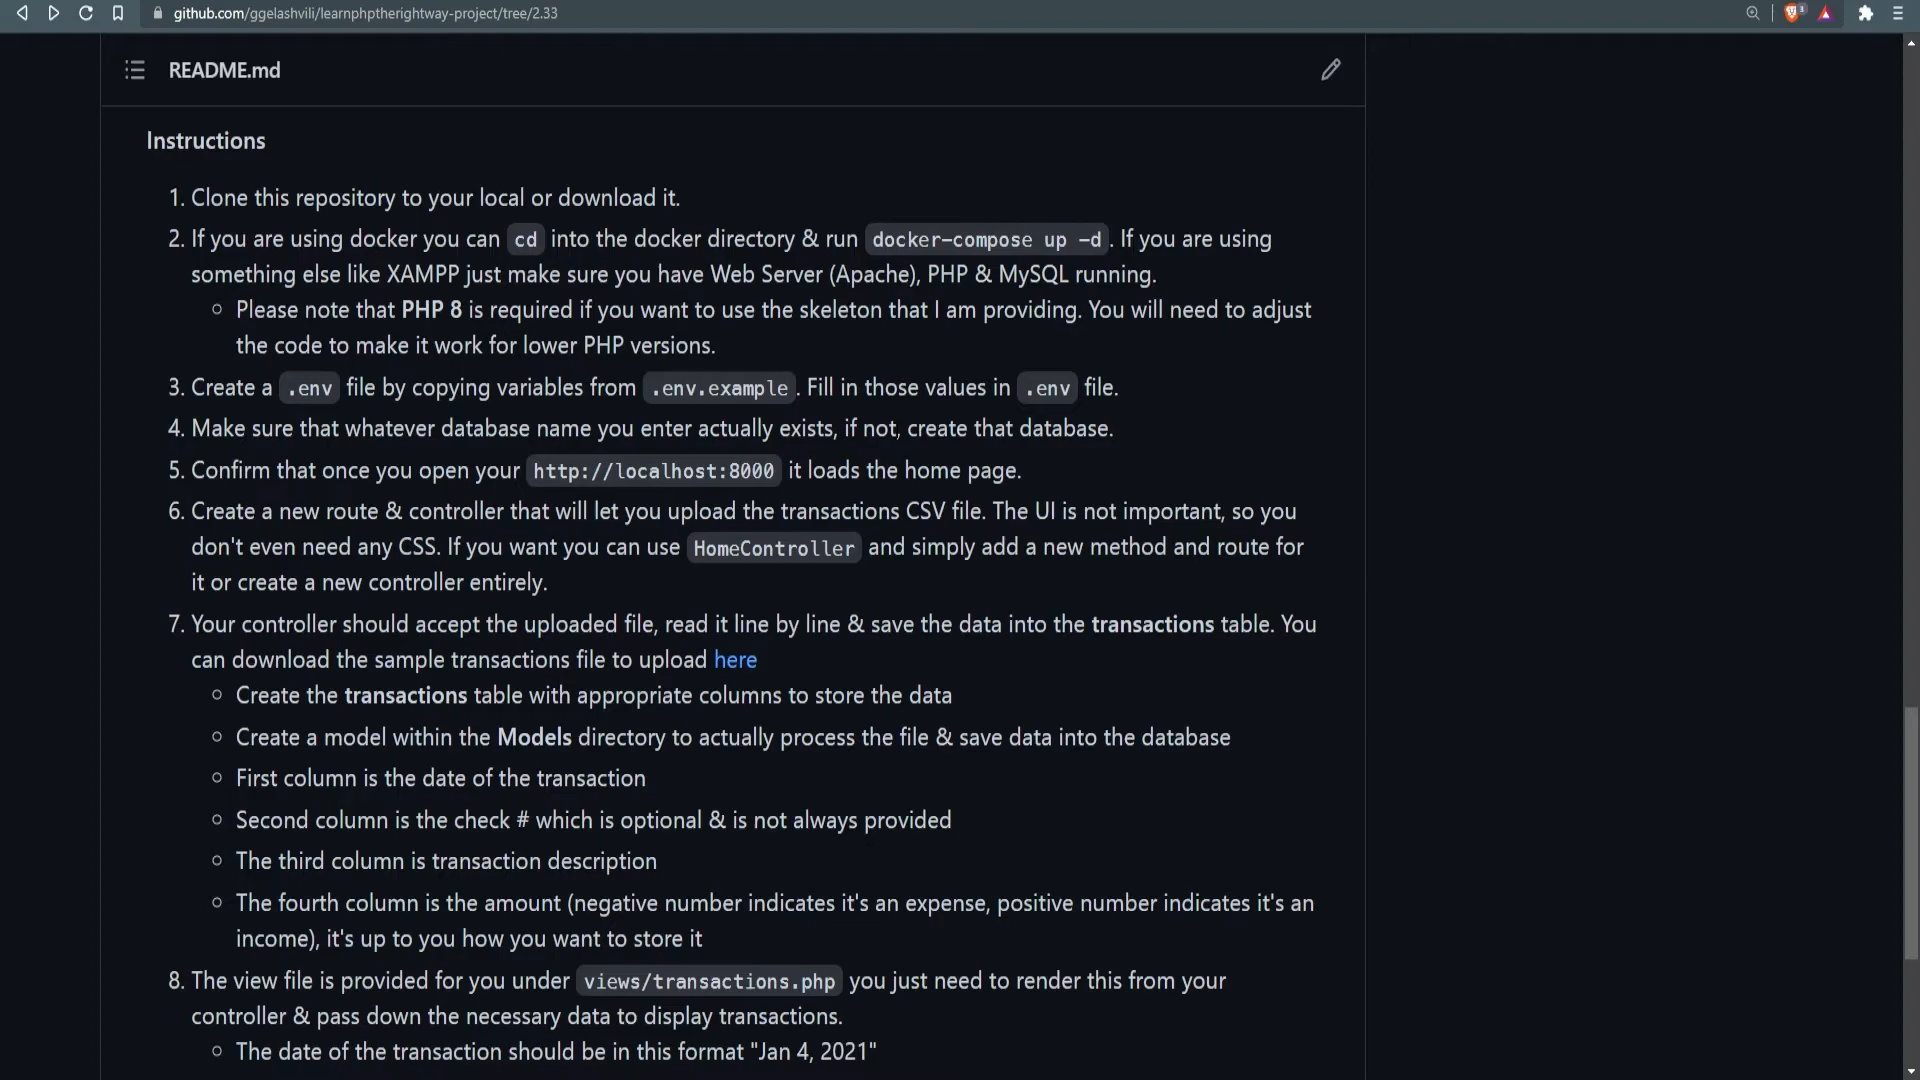 github.com/ggelashvili/learnphptherightway-project/tree/2.33
README.md
Instructions
1. Clone this repository to your local or download it.
2. If you are using docker you can cd into the docker directory & run docker-compose up -d. If you are using
something else like XAMPP just make sure you have Web Server (Apache), PHP & MySQL running.
Please note that PHP 8 is required if you want to use the skeleton that I am providing. You will need to adjust
the code to make it work for lower PHP versions.
3. Create a .env file by copying variables from .env.example. Fill in those values in .env file.
4. Make sure that whatever database name you enter actually exists, if not, create that database.
5. Confirm that once you open your http://localhost:8000 it loads the home page.
6. Create a new route & controller that will let you upload the transactions CSV file. The UI is not important, so you
don't even need any CSS. If you want you can use HomeController and simply add a new method and route for
it or create a new controller entirely.
7. Your controller should accept the uploaded file, read it line by line & save the data into the transactions table. You
can download the sample transactions file to upload here
Create the transactions table with appropriate columns to store the data
Create a model within the Models directory to actually process the file & save data into the database
First column is the date of the transaction
Second column is the check # which is optional & is not always provided
The third column is transaction description
The fourth column is the amount (negative number indicates it's an expense, positive number indicates it's an
income), it's up to you how you want to store it
8. The view file is provided for you under views/transactions.php you just need to render this from your
controller & pass down the necessary data to display transactions.
The date of the transaction should be in this format "Jan 4, 2021"